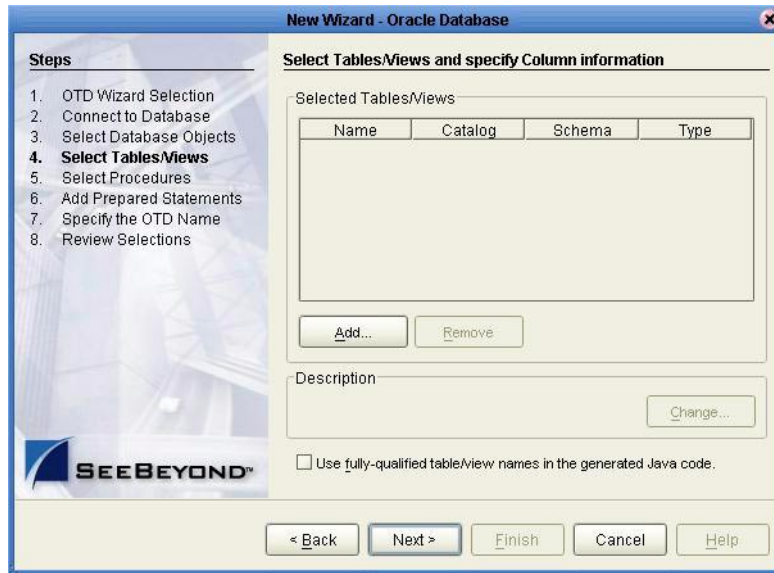 New Wizard - Oracle Database
Steps
1. OTD Wizard Selection
2. Connect to Database
3. Select Database Objects
4. Select Tables/Views
5. Select Procedures
6. Add Prepared Statements
7. Specify the OTD Name
8. Review Selections
SEEBEYOND™
Select Tables/Views and specify Column information
Selected Tables/Views
Name Catalog Schema Type
Add... Remove
Description
Change...
Use fully-qualified table/view names in the generated Java code.
< Back Next > Finish Cancel Help